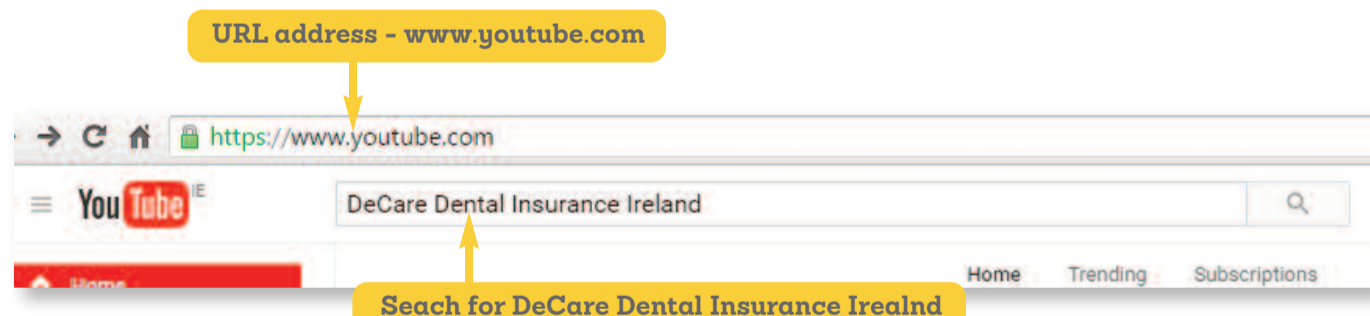 URL address - www.youtube.com
https://www.youtube.com
YouTube IE
DeCare Dental Insurance Ireland
Home
Home Trending Subscriptions
Seach for DeCare Dental Insurance Irealnd